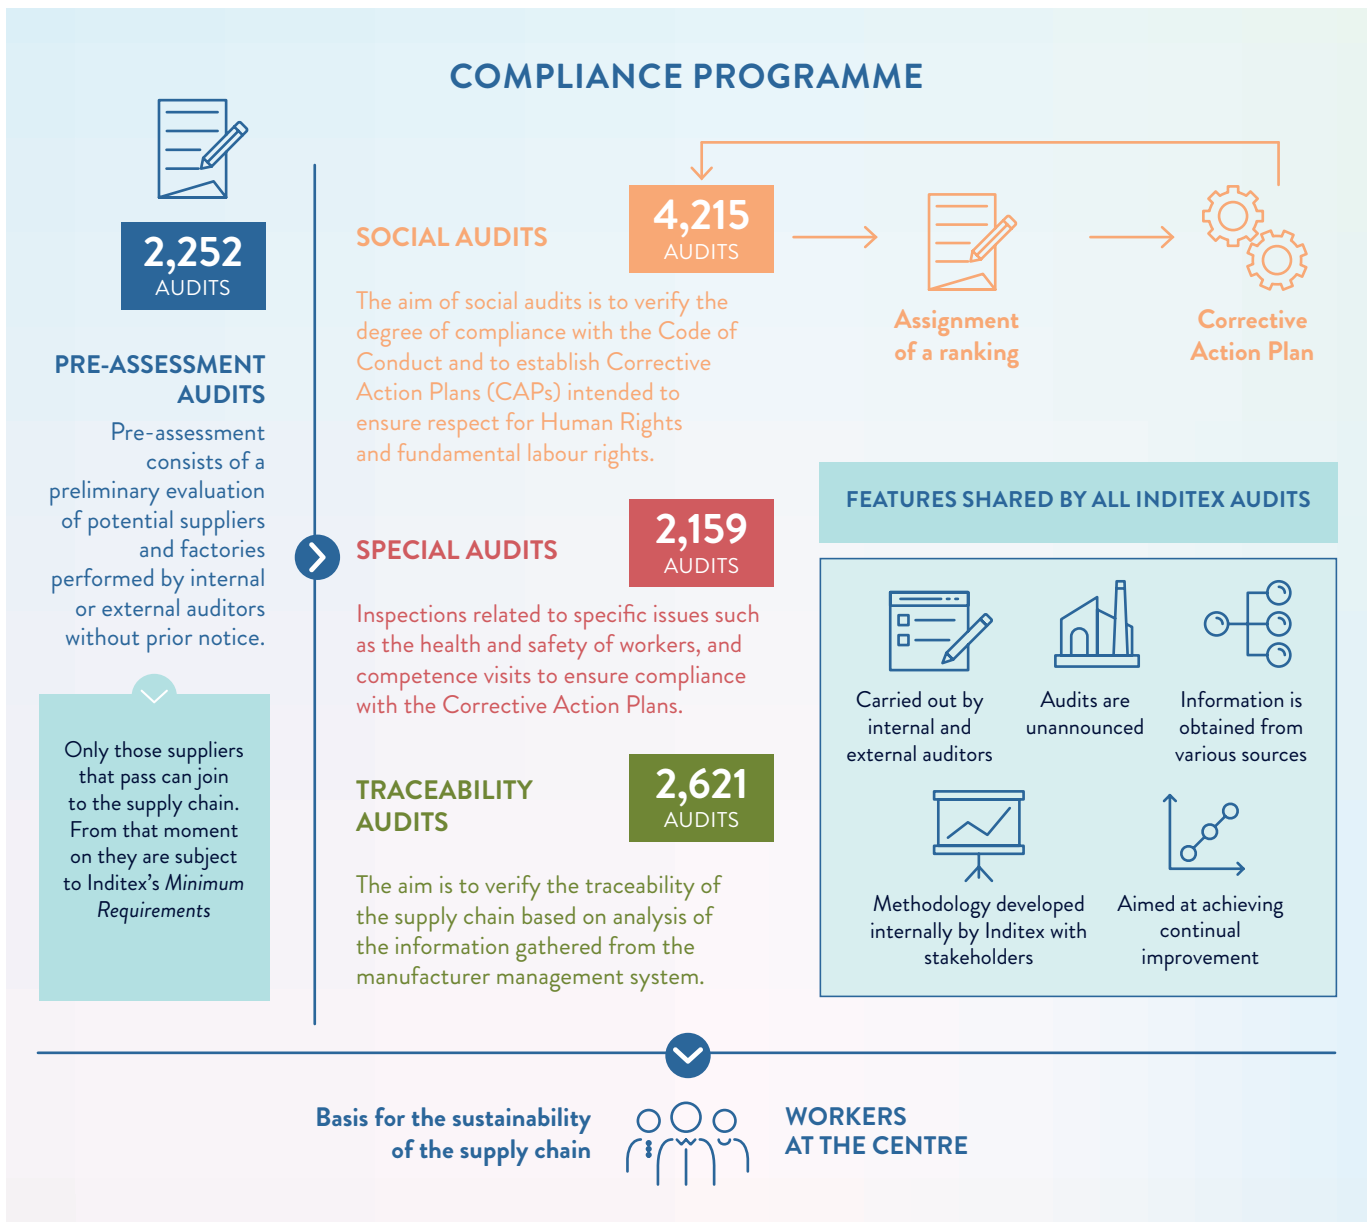 COMPLIANCE PROGRAMME
2,252
AUDITS
PRE-ASSESSMENT
AUDITS
Pre-assessment
consists of a
preliminary evaluation
of potential suppliers
and factories
performed by internal
or external auditors
without prior notice.
Only those suppliers
that pass can join
to the supply chain.
From that moment
on they are subject
to Inditex's Minimum
Requirements
SOCIAL AUDITS
4,215
AUDITS
The aim of social audits is to verify the
degree of compliance with the Code of
Conduct and to establish Corrective
Action Plans (CAPs) intended to
ensure respect for Human Rights
and fundamental labour rights.
Assignment
of a ranking
Corrective
Action Plan
SPECIAL AUDITS
2,159
AUDITS
Inspections related to specific issues such
as the health and safety of workers, and
competence visits to ensure compliance
with the Corrective Action Plans.
TRACEABILITY
AUDITS
2,621
AUDITS
The aim is to verify the traceability of
the supply chain based on analysis of
the information gathered from the
manufacturer management system.
FEATURES SHARED BY ALL INDITEX AUDITS
Carried out by
internal and
external auditors
Audits are
unannounced
Information is
obtained from
various sources
Methodology developed
internally by Inditex with
stakeholders
Aimed at achieving
continual
improvement
Basis for the sustainability
of the supply chain
WORKERS
AT THE CENTRE